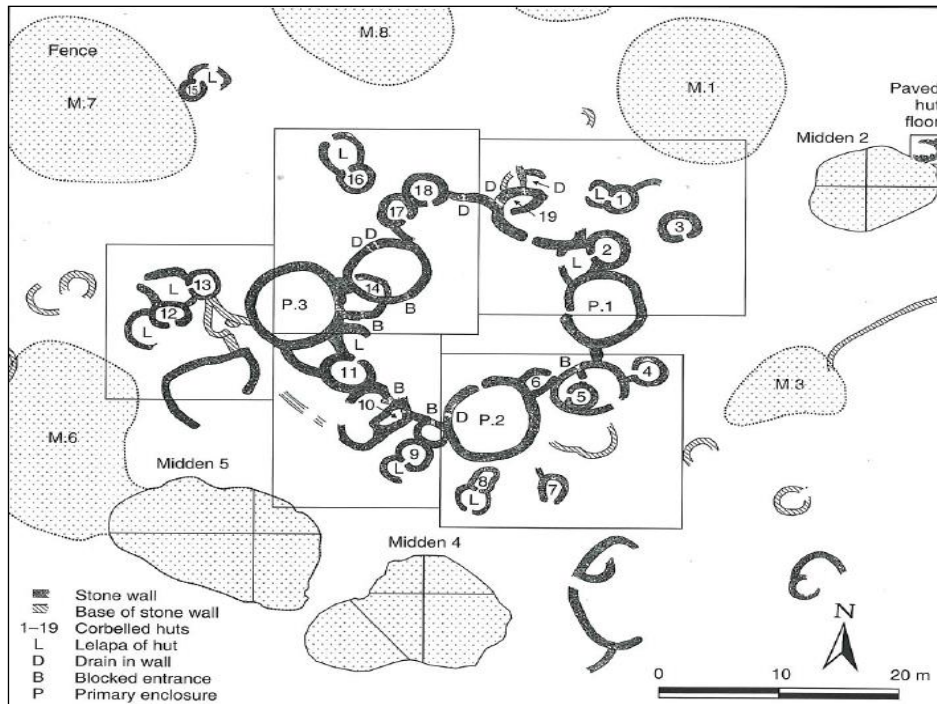 M.8
Fence
M.7
L
15
M.1
Paved
hut
floor
Midden 2
L
16
18
17
D
D
D
19
L
1
3
2
L
D
D
14
B
P.3
B
L
P.1
13
L
12
L
11
10
B
B
D
P.2
6
B
5
4
M.3
9
L
8
L
7
M.6
Midden 5
Midden 4
Stone wall
Base of stone wall
1–19 Corbelled huts
L Lelapa of hut
D Drain in wall
B Blocked entrance
P Primary enclosure
N
0 10 20 m